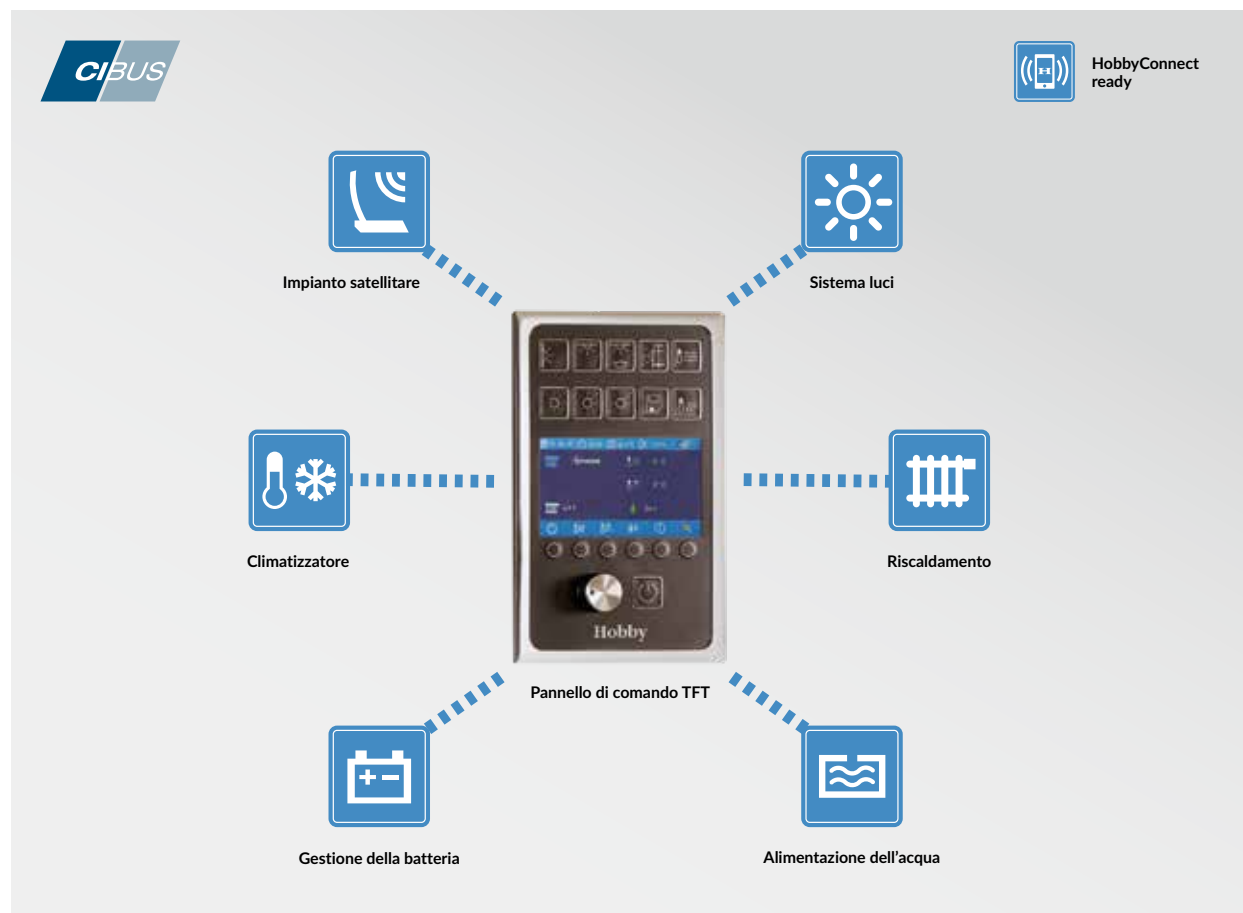 CIBUS
HobbyConnect
ready
Impianto satellitare
Sistema luci
Climatizzatore
Riscaldamento
Hobby
Pannello di comando TFT
Gestione della batteria
Alimentazione dell'acqua